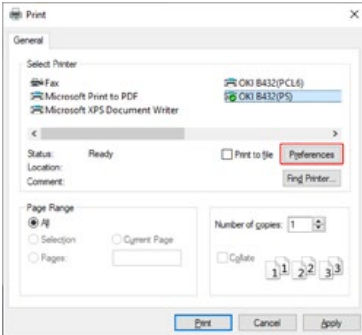 Print
General
Select Printer
Fax
OKI B432(PCL6)
Microsoft Print to PDF
OKI B432(PS)
Microsoft XPS Document Writer
Status: Ready
Print to file
Preferences
Location:
Comment:
Find Printer...
Page Range
All
Selection
Current Page
Pages:
Number of copies: 1
Collate
1 1 2 2 3 3
Print
Cancel
Apply